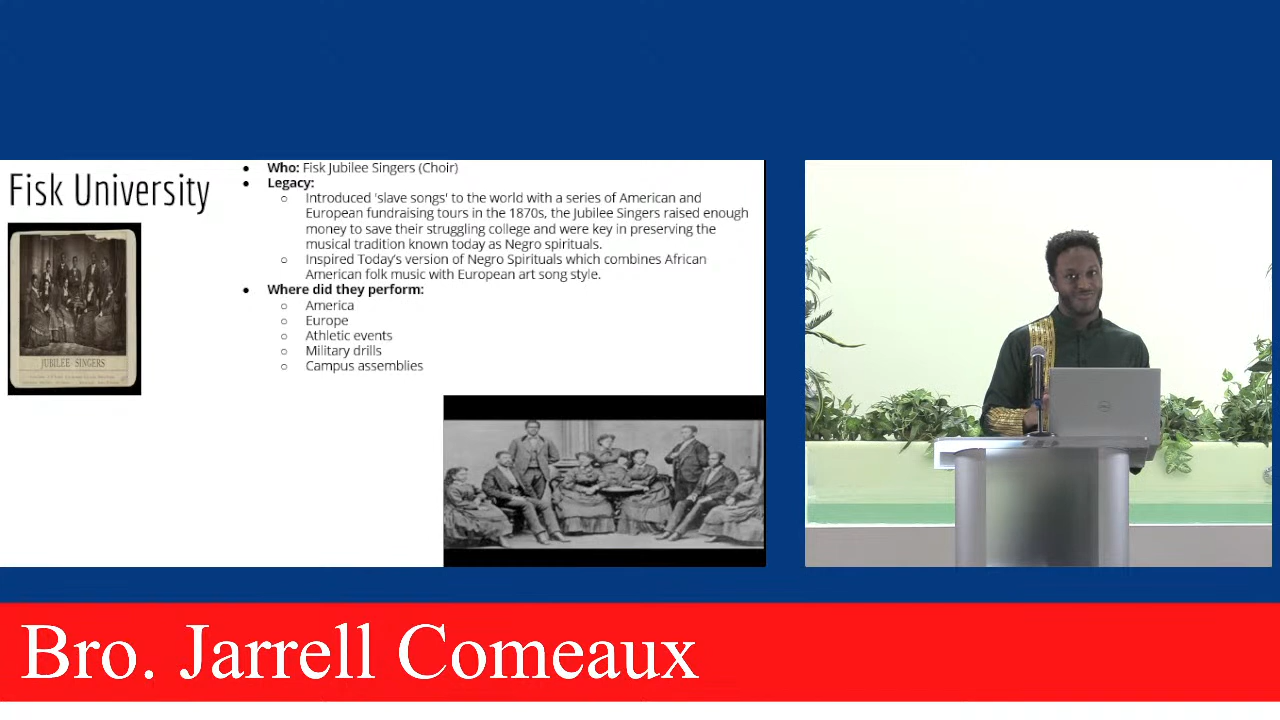 Fisk University
JUBILEE SINGERS
● Who: Fisk Jubilee Singers (Choir)
● Legacy:
○ Introduced 'slave songs' to the world with a series of American and
European fundraising tours in the 1870s, the Jubilee Singers raised enough
money to save their struggling college and were key in preserving the
musical tradition known today as Negro spirituals.
○ Inspired Today's version of Negro Spirituals which combines African
American folk music with European art song style.
● Where did they perform:
○ America
○ Europe
○ Athletic events
○ Military drills
○ Campus assemblies
DELL
Bro. Jarrell Comeaux